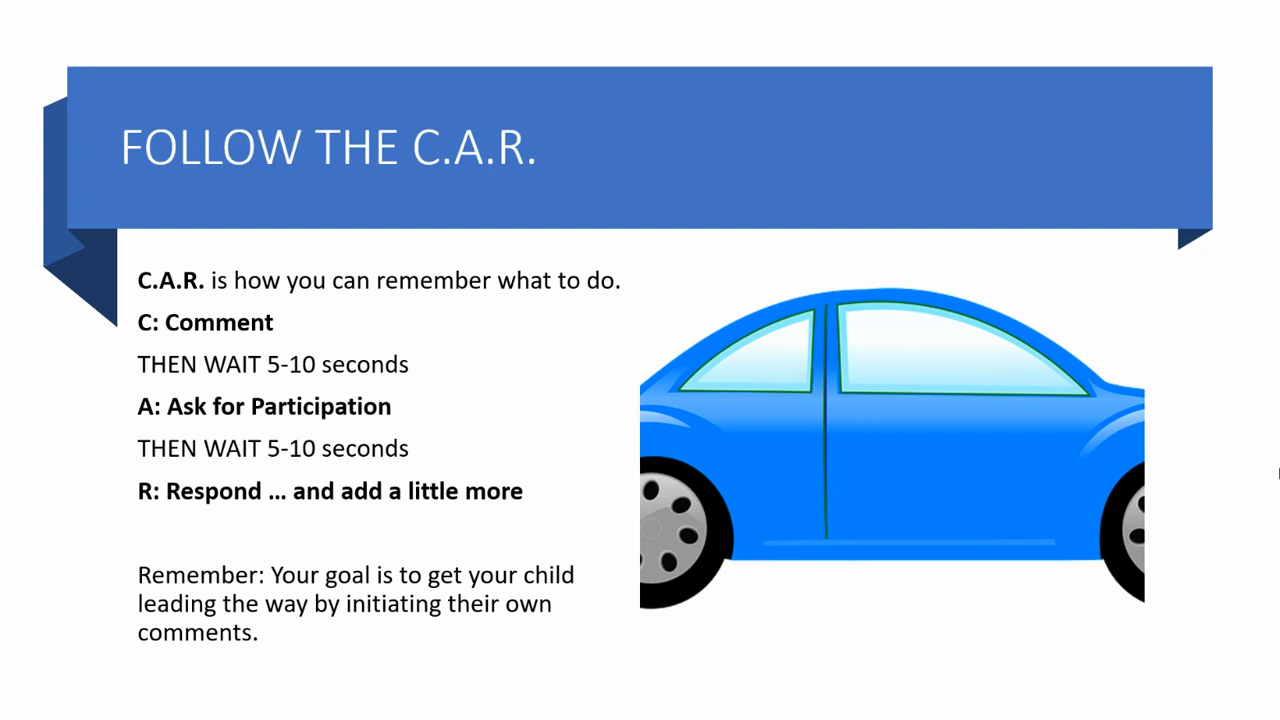 FOLLOW THE C.A.R.
C.A.R. is how you can remember what to do.
C: Comment
THEN WAIT 5-10 seconds
A: Ask for Participation
THEN WAIT 5-10 seconds
R: Respond … and add a little more
Remember: Your goal is to get your child
leading the way by initiating their own
comments.